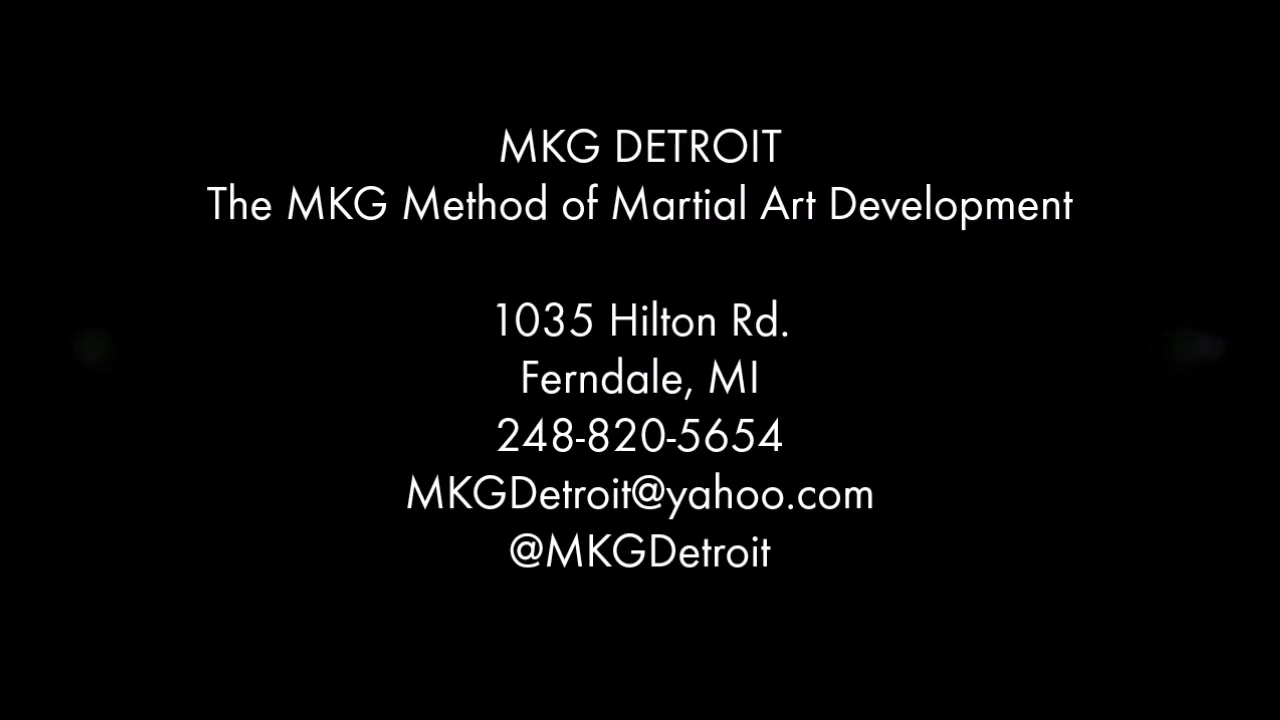 MKG DETROIT
The MKG Method of Martial Art Development
1035 Hilton Rd.
Ferndale, MI
248-820-5654
MKGDetroit@yahoo.com
@MKGDetroit